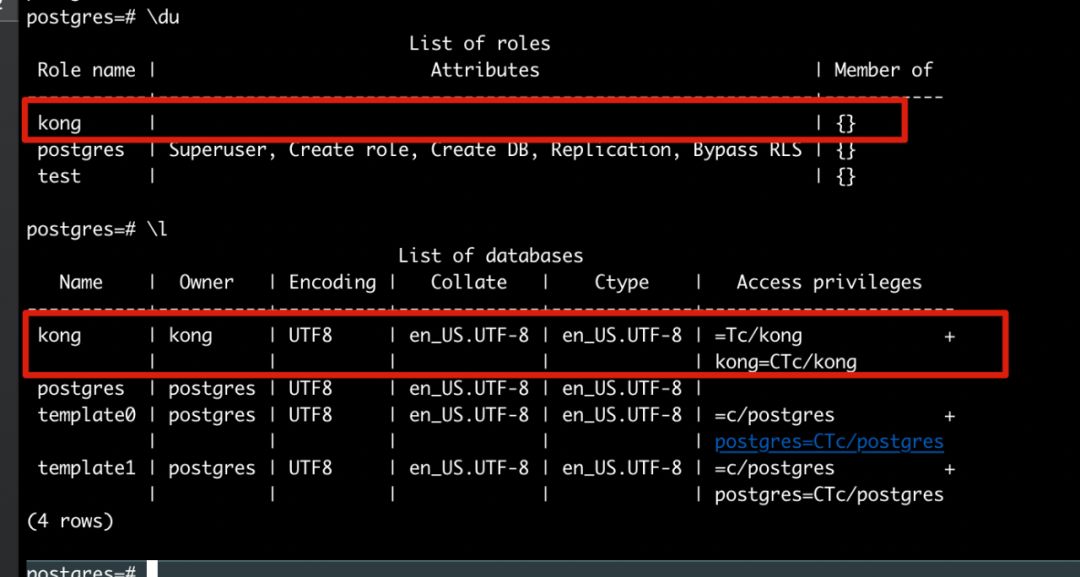 postgres=# \du
List of roles
Role name | Attributes | Member of
-----------+------------------------------------------------------------+-----------
kong | | {}
postgres | Superuser, Create role, Create DB, Replication, Bypass RLS | {}
test | | {}
postgres=# \l
List of databases
Name | Owner | Encoding | Collate | Ctype | Access privileges
-----------+----------+----------+-------------+-------------+-----------------------
kong | kong | UTF8 | en_US.UTF-8 | en_US.UTF-8 | =Tc/kong +
| | | | | kong=CTc/kong
postgres | postgres | UTF8 | en_US.UTF-8 | en_US.UTF-8 |
template0 | postgres | UTF8 | en_US.UTF-8 | en_US.UTF-8 | =c/postgres +
| | | | | postgres=CTc/postgres
template1 | postgres | UTF8 | en_US.UTF-8 | en_US.UTF-8 | =c/postgres +
| | | | | postgres=CTc/postgres
(4 rows)
postgres=#